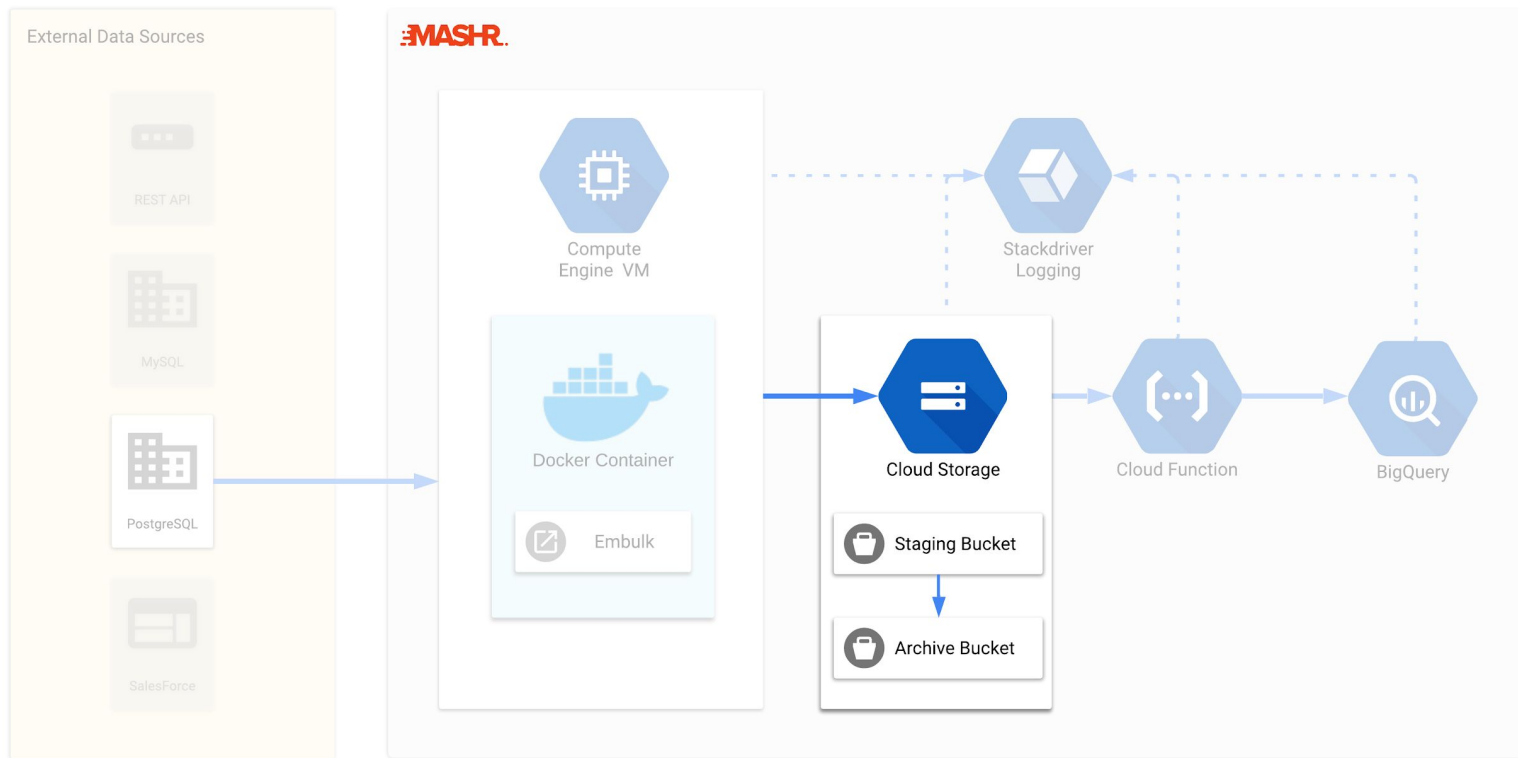 External Data Sources
MASHR
REST API
MySQL
PostgreSQL
SalesForce
Compute
Engine VM
Docker Container
Embulk
Stackdriver
Logging
Cloud Storage
Staging Bucket
Archive Bucket
Cloud Function
BigQuery